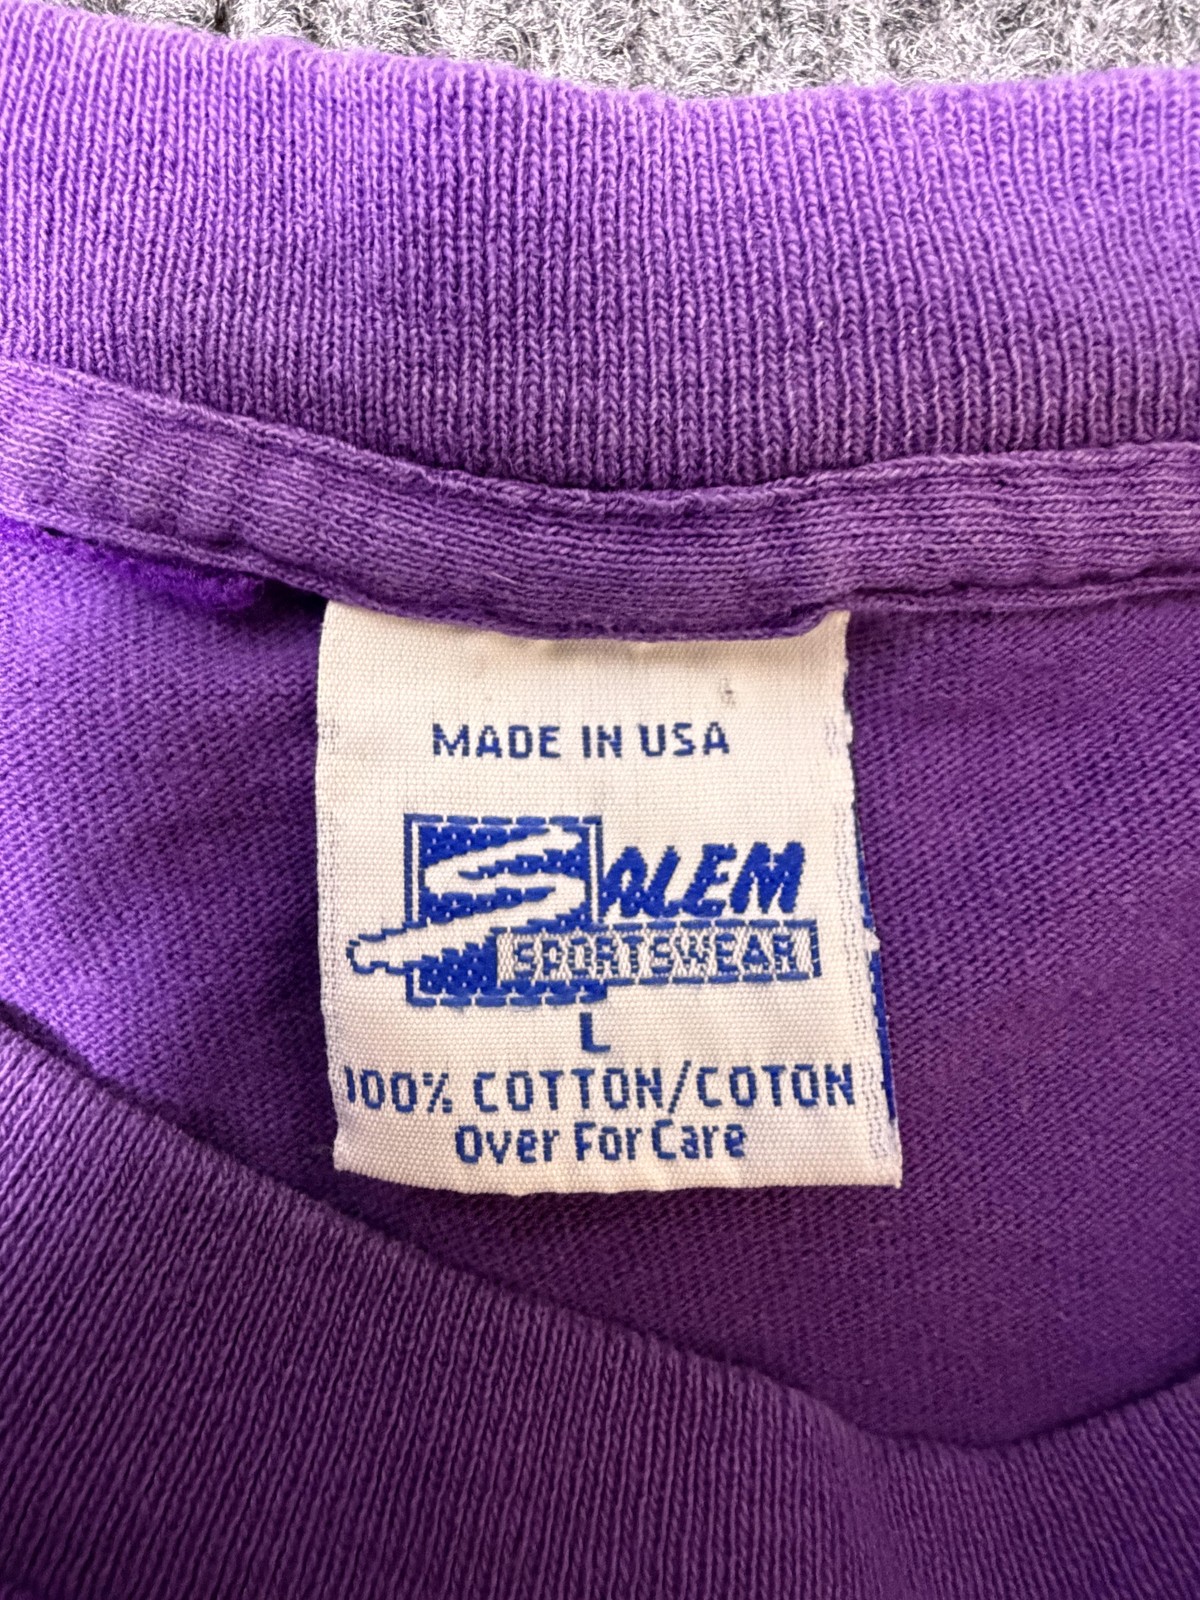 MADE IN USA
SALEM
SPORTSWEAR
L
100% COTTON/COTON
Over For Care